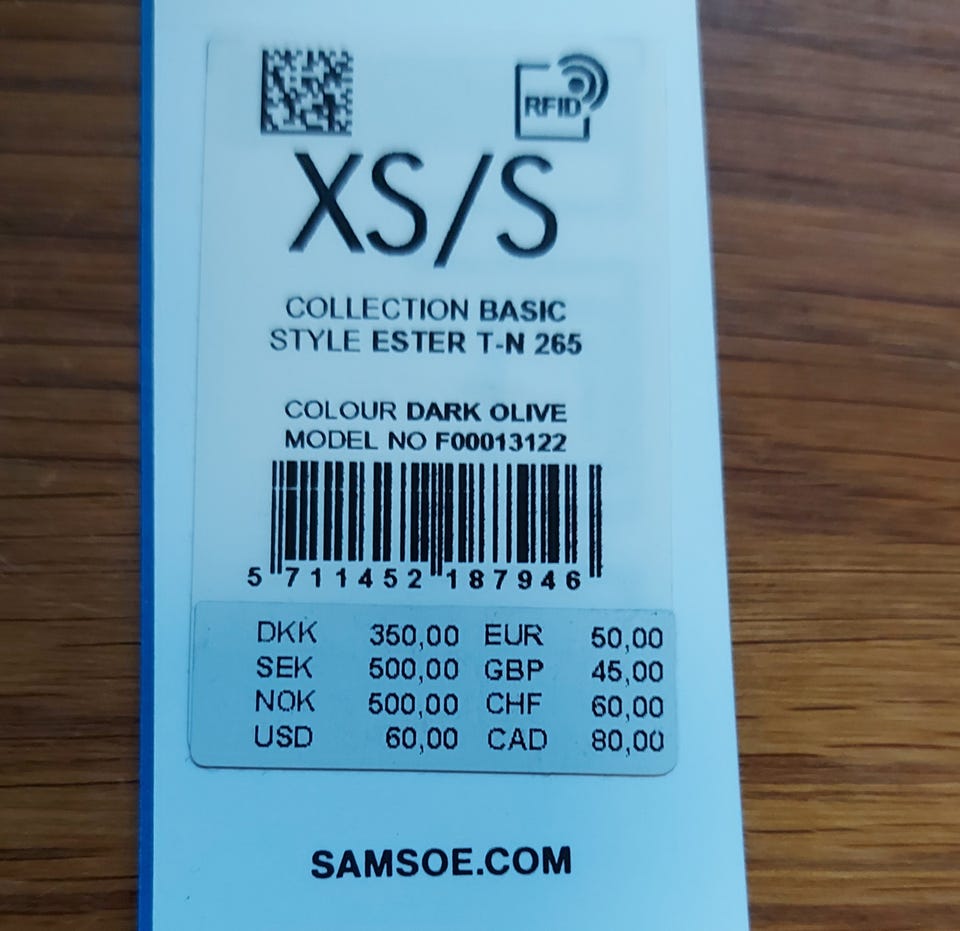 RFID
XS/S
COLLECTION BASIC
STYLE ESTER T-N 265
COLOUR DARK OLIVE
MODEL NO F00013122
5 711452 187946
DKK 350,00 EUR 50,00
SEK 500,00 GBP 45,00
NOK 500,00 CHF 60,00
USD 60,00 CAD 80,00
SAMSOE.COM